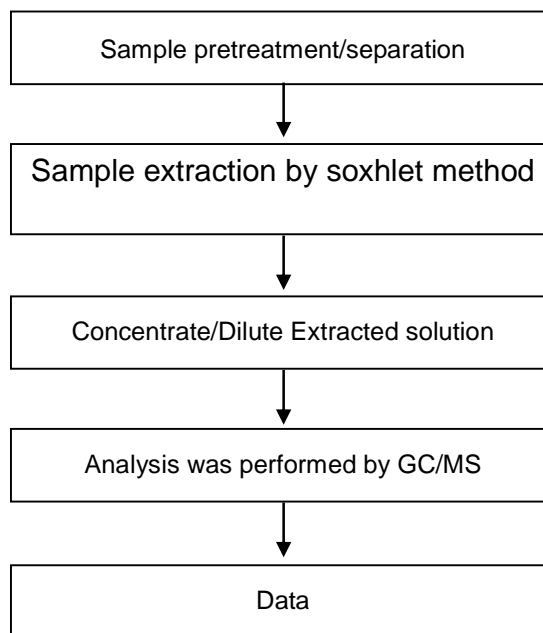 Sample pretreatment/separation
Sample extraction by soxhlet method
Concentrate/Dilute Extracted solution
Analysis was performed by GC/MS
Data